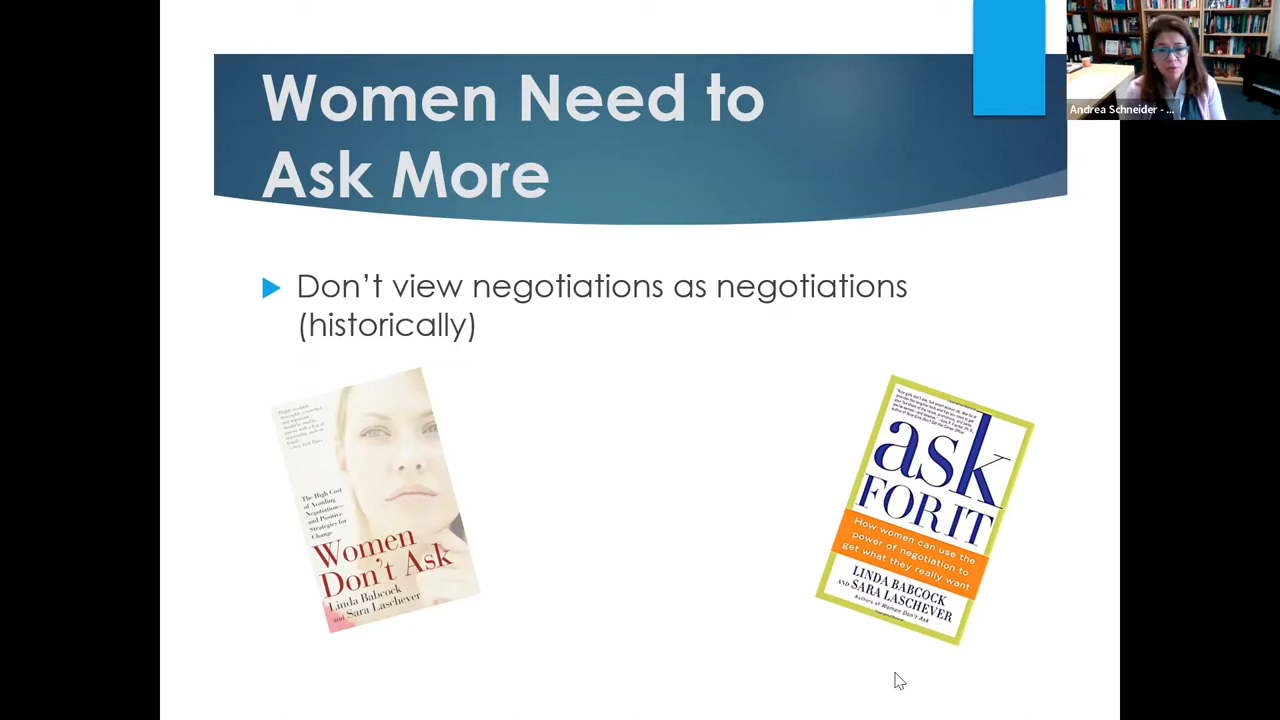 Women Need to
Ask More
Andrea Schneider - ...
Don't view negotiations as negotiations
(historically)
The High Cost
of Avoiding
Negotiation—
and Positive
Strategies for
Change
Women
Don't Ask
Linda Babcock
and Sara Laschever
ask
FOR IT
How women can use the
power of negotiation to
get what they really want
LINDA BABCOCK
AND SARA LASCHEVER
Authors of Women Don't Ask